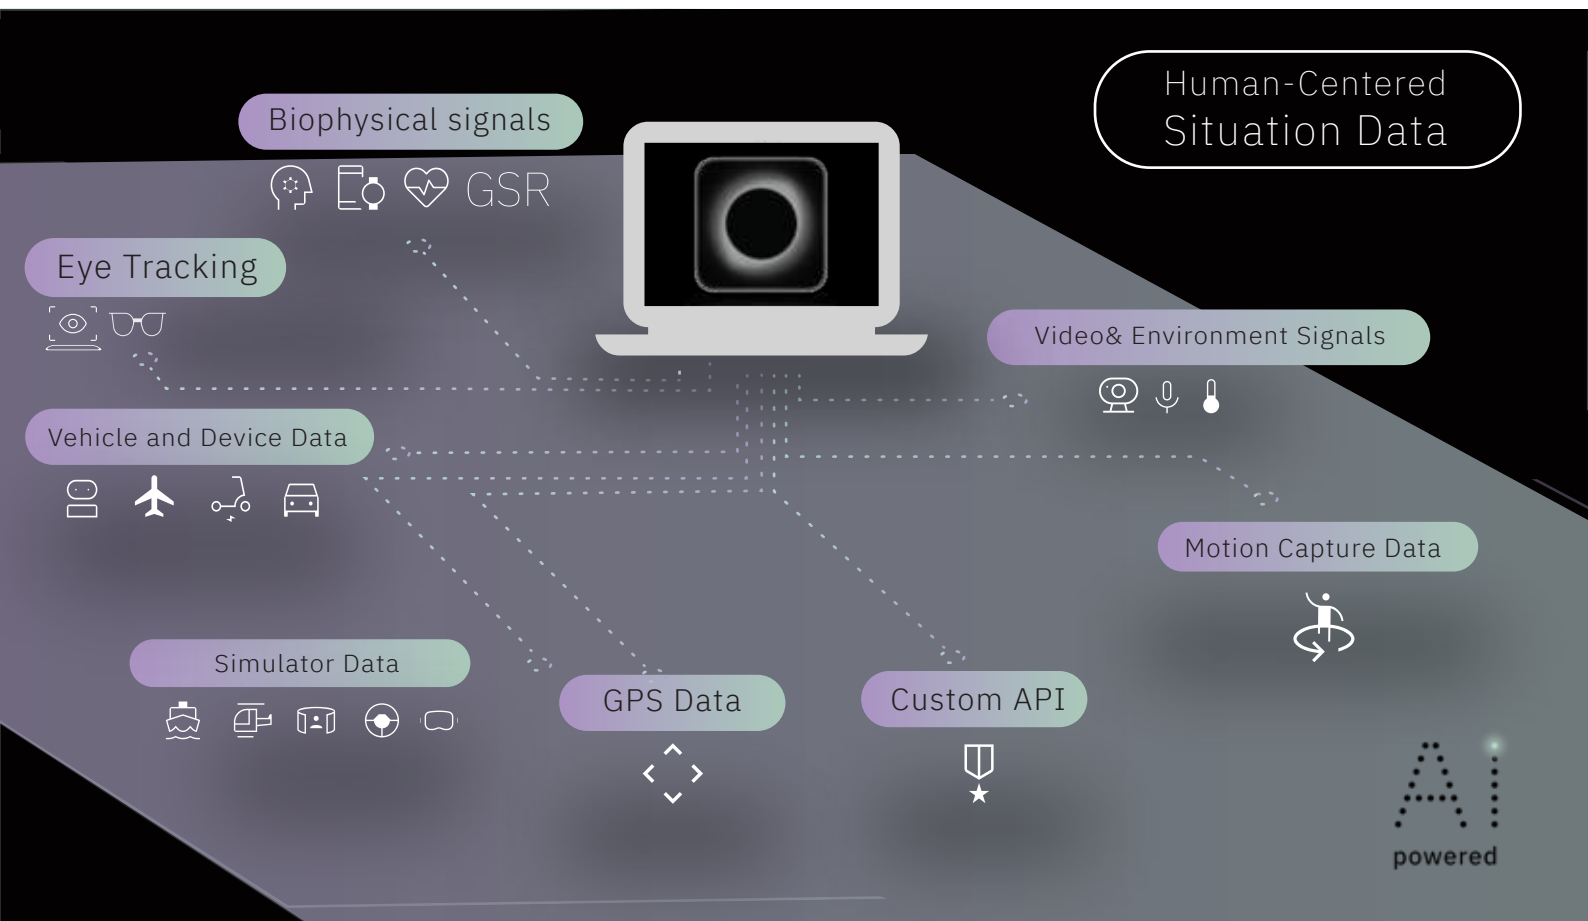 Human-Centered
Situation Data
Biophysical signals
GSR
Eye Tracking
Video& Environment Signals
Vehicle and Device Data
Motion Capture Data
Simulator Data
GPS Data
Custom API
AI
powered